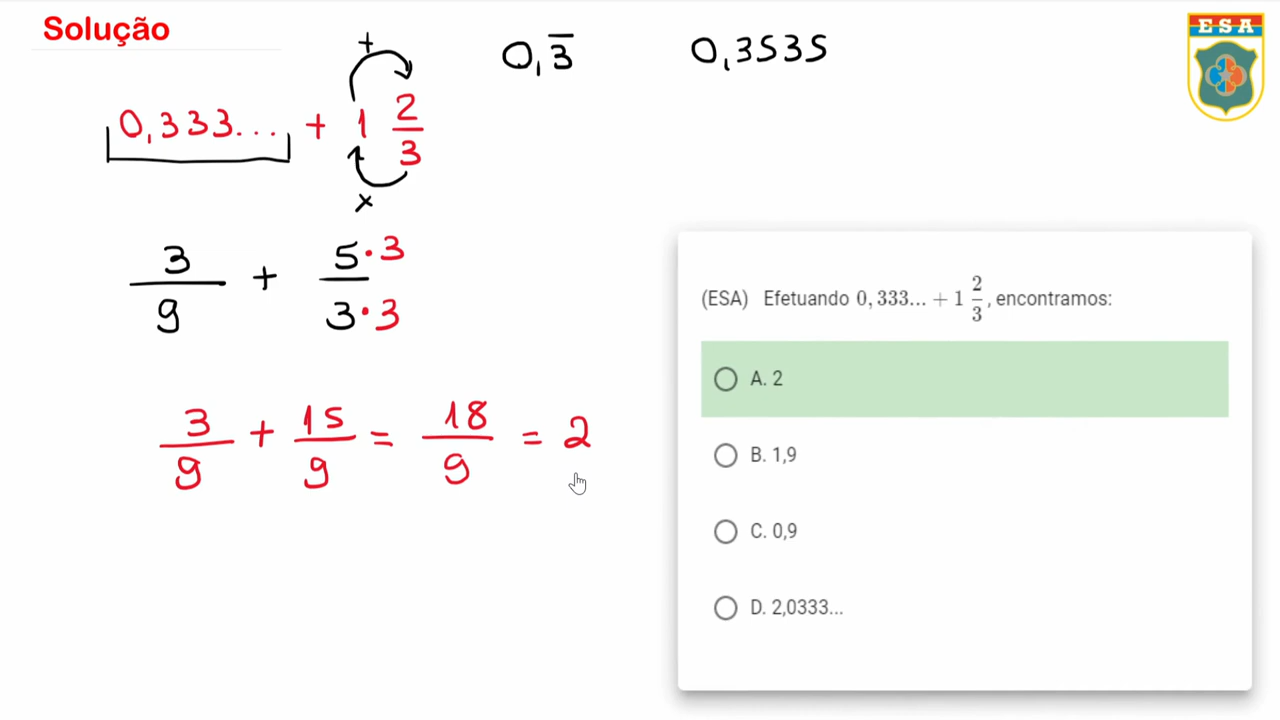 Solução
0,3̅ 0,3535
ESA
+
0,333... + 1 2/3
×
3/9 + 5·3/3·3
3/9 + 15/9 = 18/9 = 2
(ESA) Efetuando 0,333... + 1 2/3, encontramos:
A. 2
B. 1,9
C. 0,9
D. 2,0333...